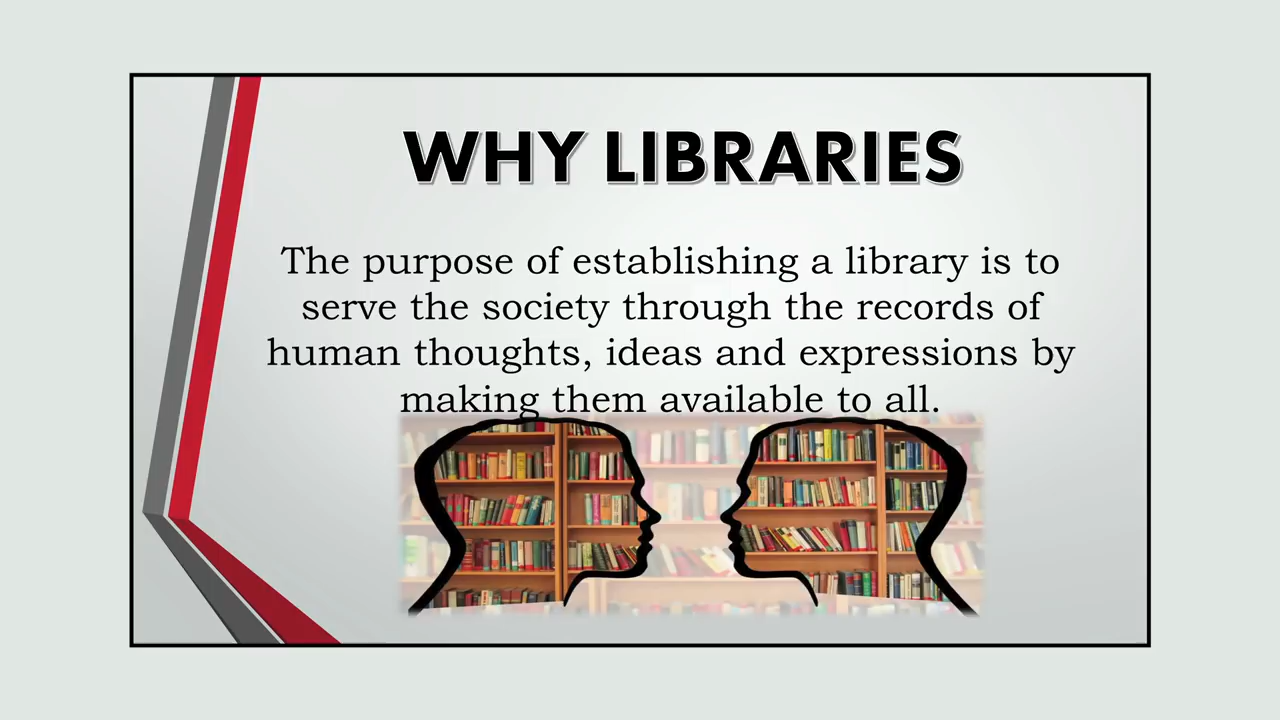 WHY LIBRARIES
The purpose of establishing a library is to
serve the society through the records of
human thoughts, ideas and expressions by
making them available to all.